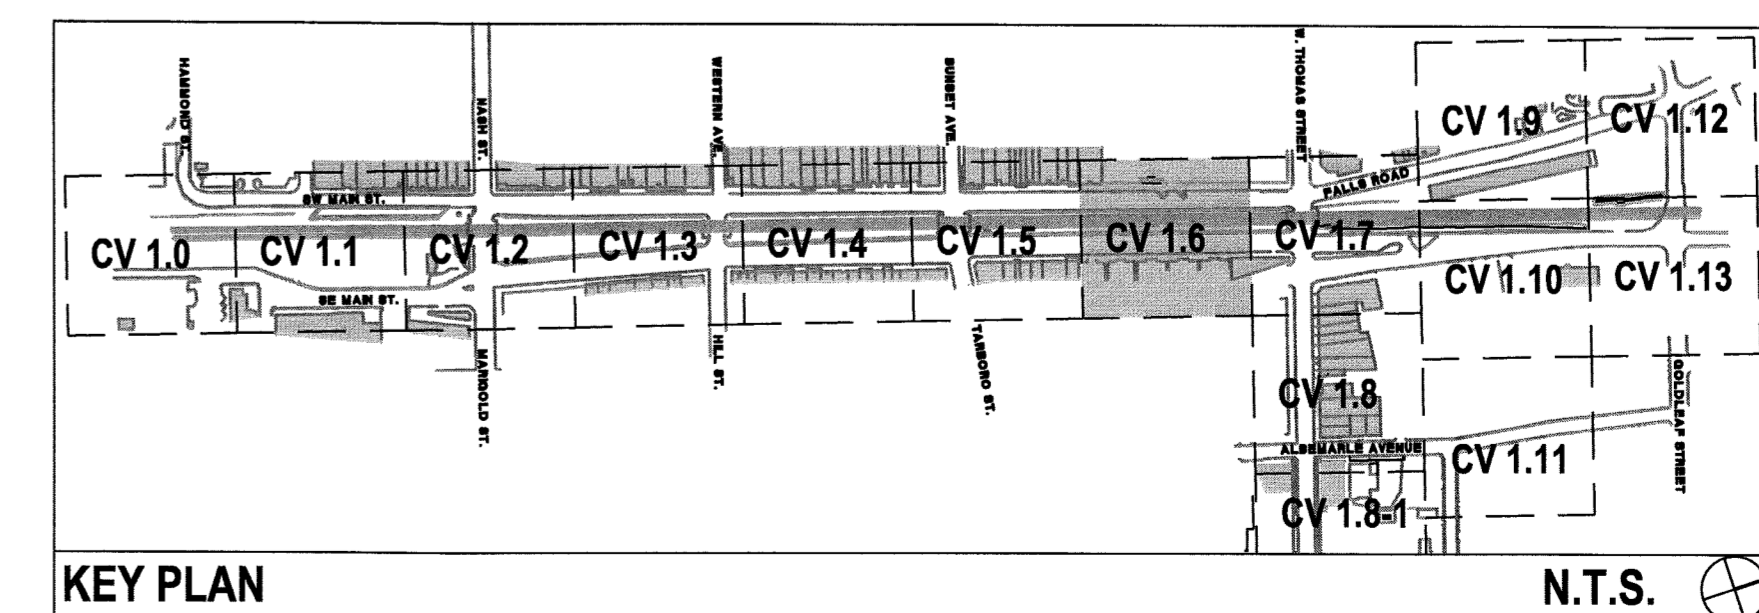 HAMMOND ST.
NASH ST.
WESTERN AVE.
SUNSET AVE.
W. THOMAS STREET
CV 1.9
CV 1.12
SW MAIN ST.
FALLS ROAD
CV 1.0
CV 1.1
CV 1.2
CV 1.3
CV 1.4
CV 1.5
CV 1.6
CV 1.7
CV 1.10
CV 1.13
SE MAIN ST.
MARIGOLD ST.
HILL ST.
TARBORO ST.
GOLDLEAF STREET
CV 1.8
ALBEMARLE AVENUE
CV 1.11
CV 1.8-1
KEY PLAN
N.T.S.